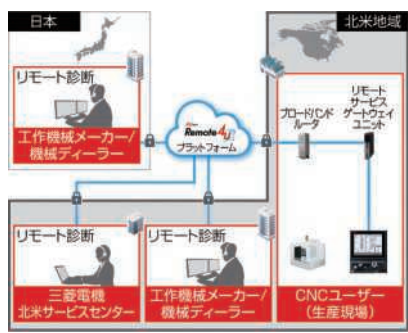 日本
北米地域
リモート診断
工作機械メーカー/
機械ディーラー
Remote4U
プラットフォーム
ブロードバンド
ルータ
リモート
サービス
ゲートウェイ
ユニット
リモート診断
三菱電機
北米サービスセンター
リモート診断
工作機械メーカー/
機械ディーラー
CNCユーザー
(生産現場)